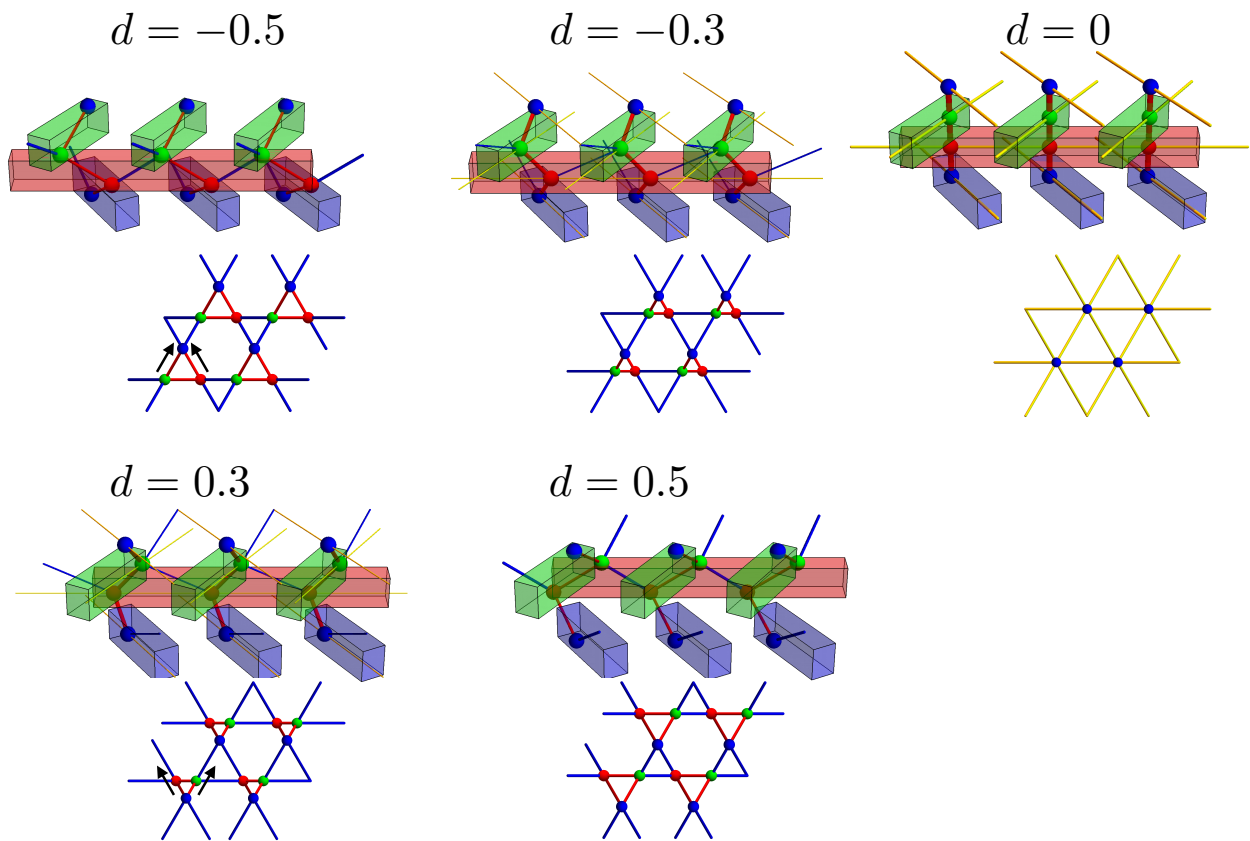 d = −0.5
d = −0.3
d = 0
d = 0.3
d = 0.5